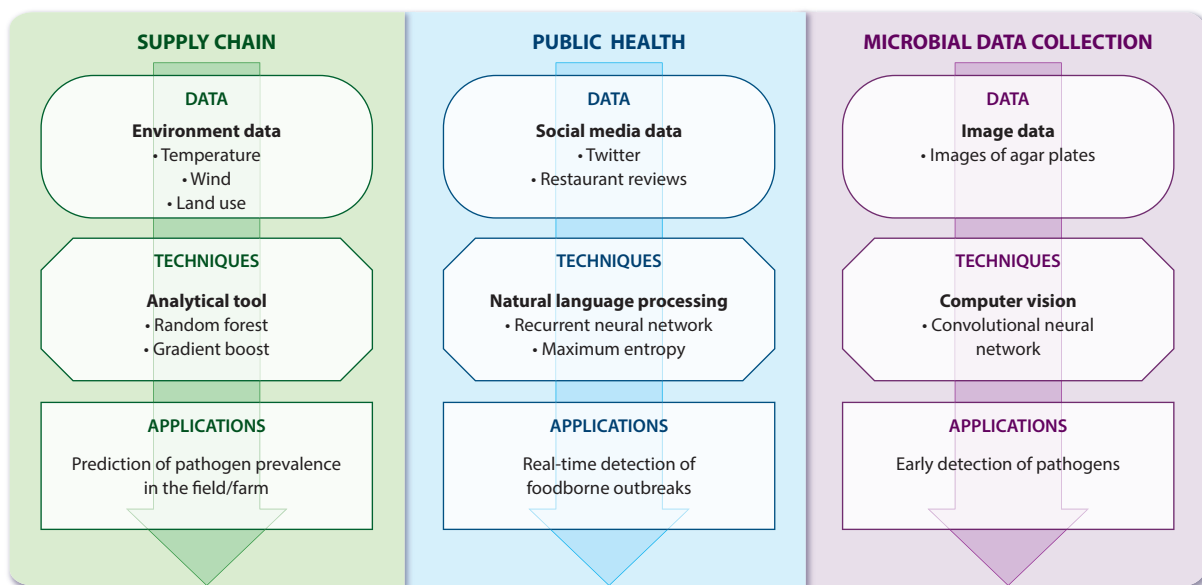 SUPPLY CHAIN
DATA
Environment data
• Temperature
• Wind
• Land use
TECHNIQUES
Analytical tool
• Random forest
• Gradient boost
APPLICATIONS
Prediction of pathogen prevalence
in the field/farm
PUBLIC HEALTH
DATA
Social media data
• Twitter
• Restaurant reviews
TECHNIQUES
Natural language processing
• Recurrent neural network
• Maximum entropy
APPLICATIONS
Real-time detection of
foodborne outbreaks
MICROBIAL DATA COLLECTION
DATA
Image data
• Images of agar plates
TECHNIQUES
Computer vision
• Convolutional neural
network
APPLICATIONS
Early detection of pathogens